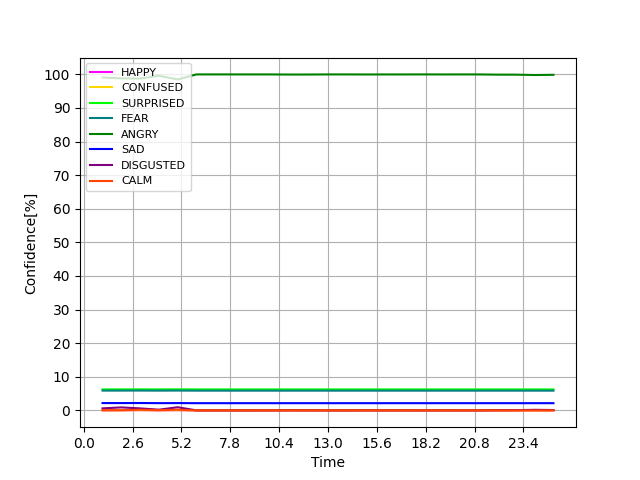 100
90
80
70
60
50
40
30
20
10
0
Confidence[%]
HAPPY
CONFUSED
SURPRISED
FEAR
ANGRY
SAD
DISGUSTED
CALM
0.0 2.6 5.2 7.8 10.4 13.0 15.6 18.2 20.8 23.4
Time